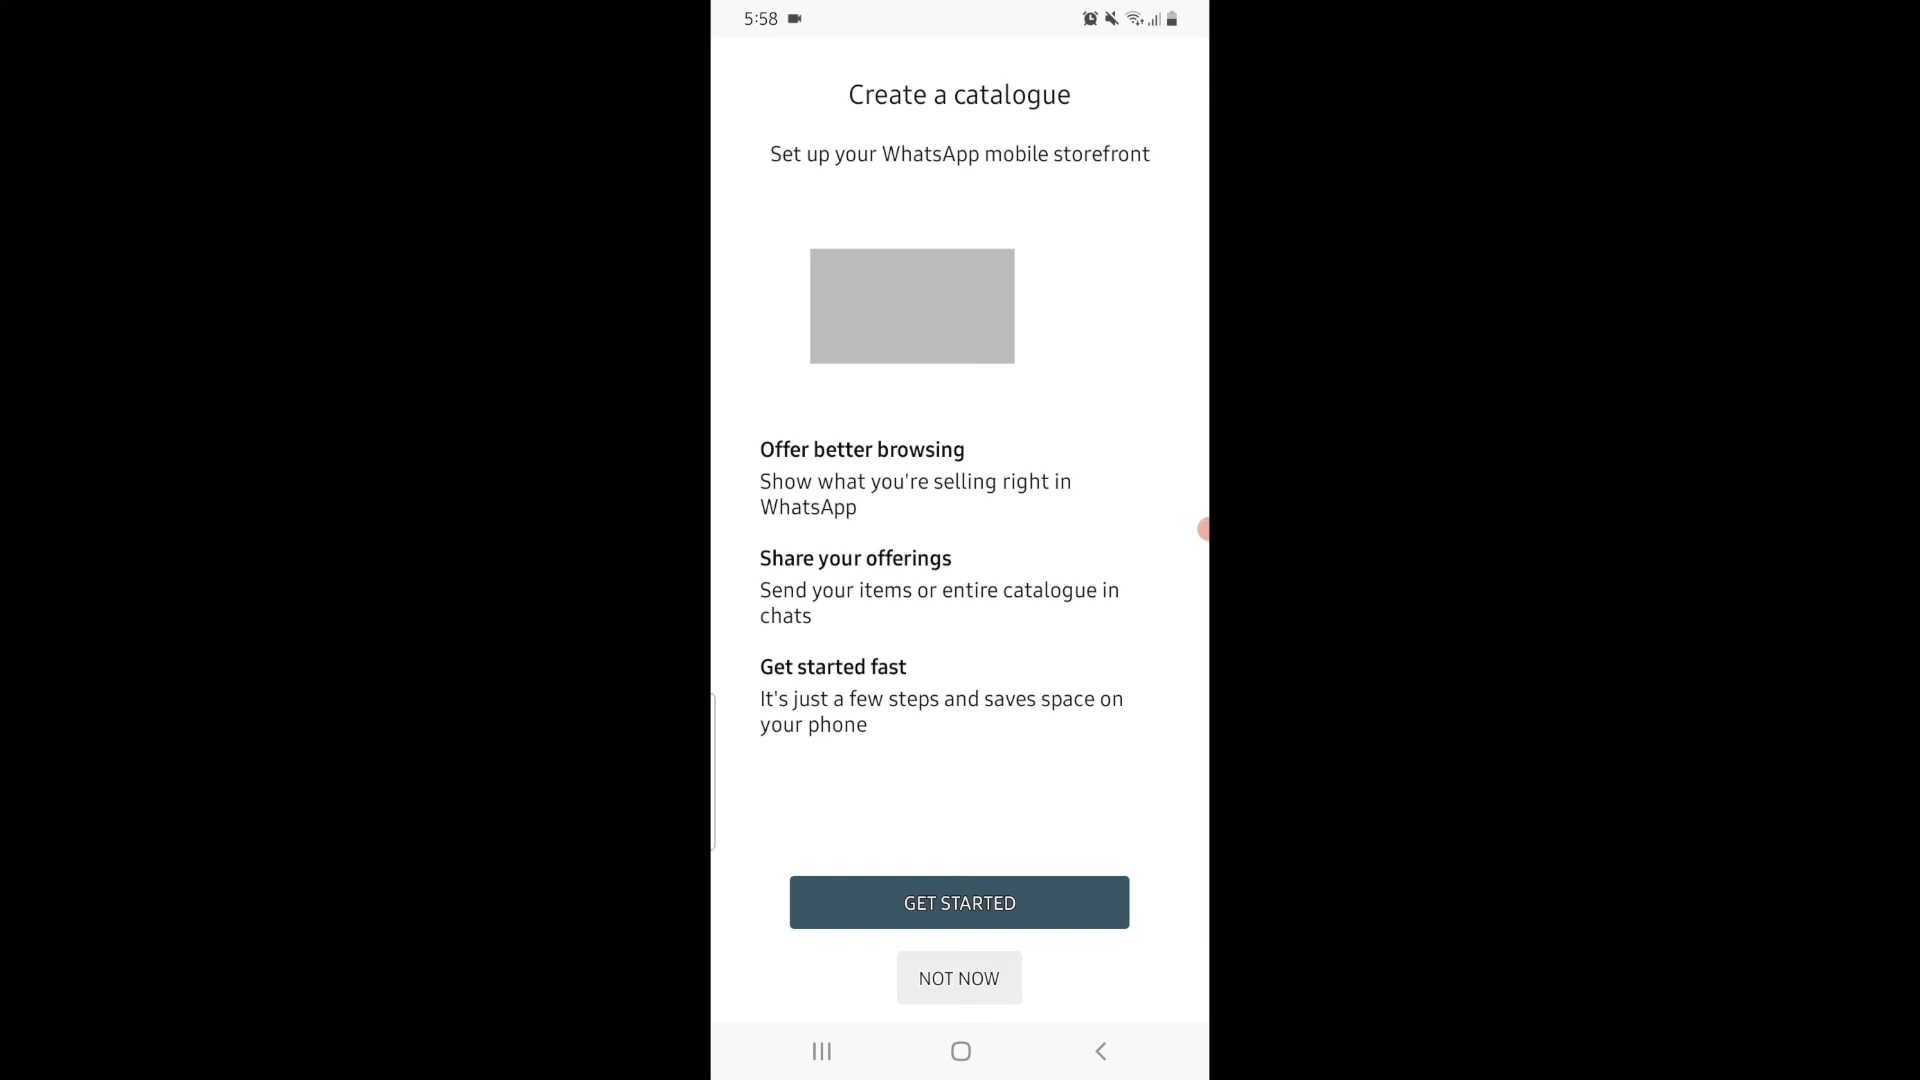 5:58
Create a catalogue
Set up your WhatsApp mobile storefront
Offer better browsing
Show what you're selling right in
WhatsApp
Share your offerings
Send your items or entire catalogue in
chats
Get started fast
It's just a few steps and saves space on
your phone
GET STARTED
NOT NOW